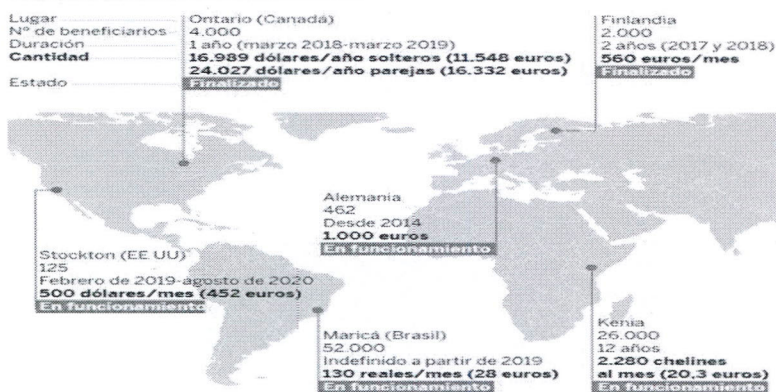 Lugar
Nº de beneficiarios
Duración
Cantidad
Estado
Ontario (Canadá)
4.000
1 año (marzo 2018-marzo 2019)
16.989 dólares/año solteros (11.548 euros)
24.027 dólares/año parejas (16.332 euros)
Finalizado
Finlandia
2.000
2 años (2017 y 2018)
560 euros/mes
Finalizado
Alemania
462
Desde 2014
1.000 euros
En funcionamiento
Stockton (EE UU)
125
Febrero de 2019-agosto de 2020
500 dólares/mes (452 euros)
En funcionamiento
Maricá (Brasil)
52.000
Indefinido a partir de 2019
130 reales/mes (28 euros)
En funcionamiento
Kenia
26.000
12 años
2.280 chelines
al mes (20,3 euros)
En funcionamiento